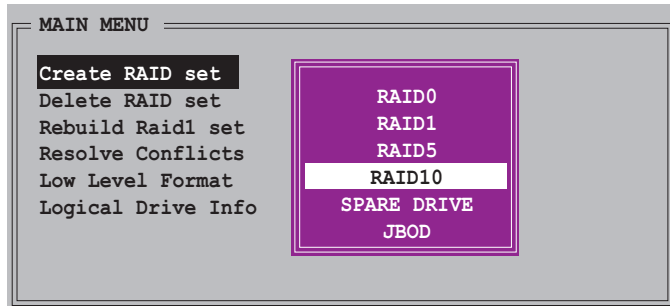 MAIN MENU
Create RAID set
Delete RAID set
Rebuild Raid1 set
Resolve Conflicts
Low Level Format
Logical Drive Info
RAID0
RAID1
RAID5
RAID10
SPARE DRIVE
JBOD